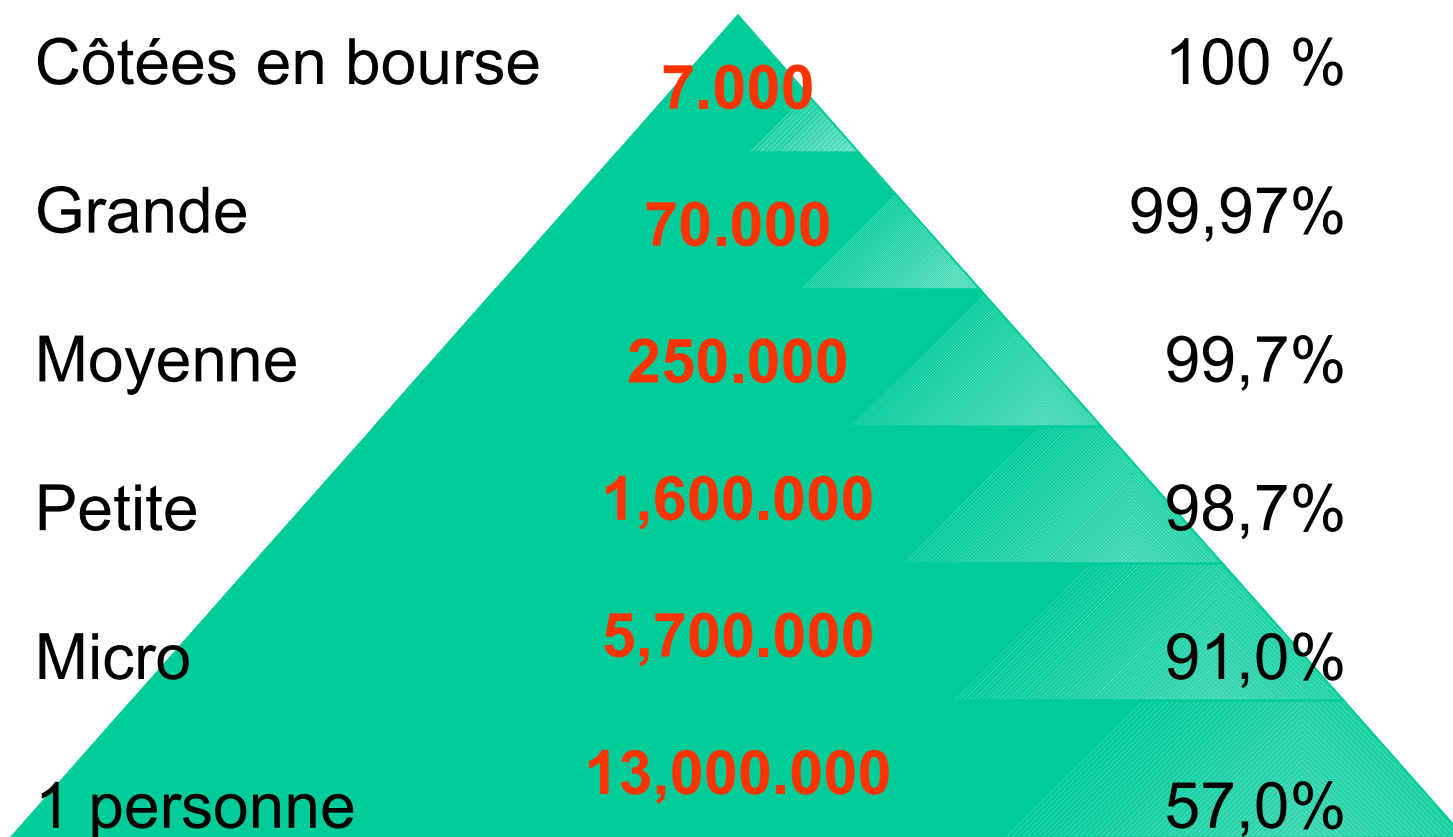 Côtées en bourse 7.000 100 %
Grande 70.000 99,97%
Moyenne 250.000 99,7%
Petite 1,600.000 98,7%
Micro 5,700.000 91,0%
1 personne 13,000.000 57,0%